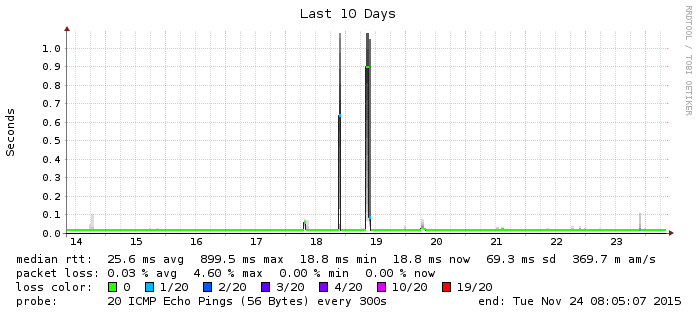 Last 10 Days
RRDTOOL / TOBI OETIKER
Seconds
1.0
0.9
0.8
0.7
0.6
0.5
0.4
0.3
0.2
0.1
0.0
14 15 16 17 18 19 20 21 22 23
median rtt: 25.6 ms avg 899.5 ms max 18.8 ms min 18.8 ms now 69.3 ms sd 369.7 m am/s
packet loss: 0.03 % avg 4.60 % max 0.00 % min 0.00 % now
loss color: 0 1/20 2/20 3/20 4/20 10/20 19/20
probe: 20 ICMP Echo Pings (56 Bytes) every 300s end: Tue Nov 24 08:05:07 2015